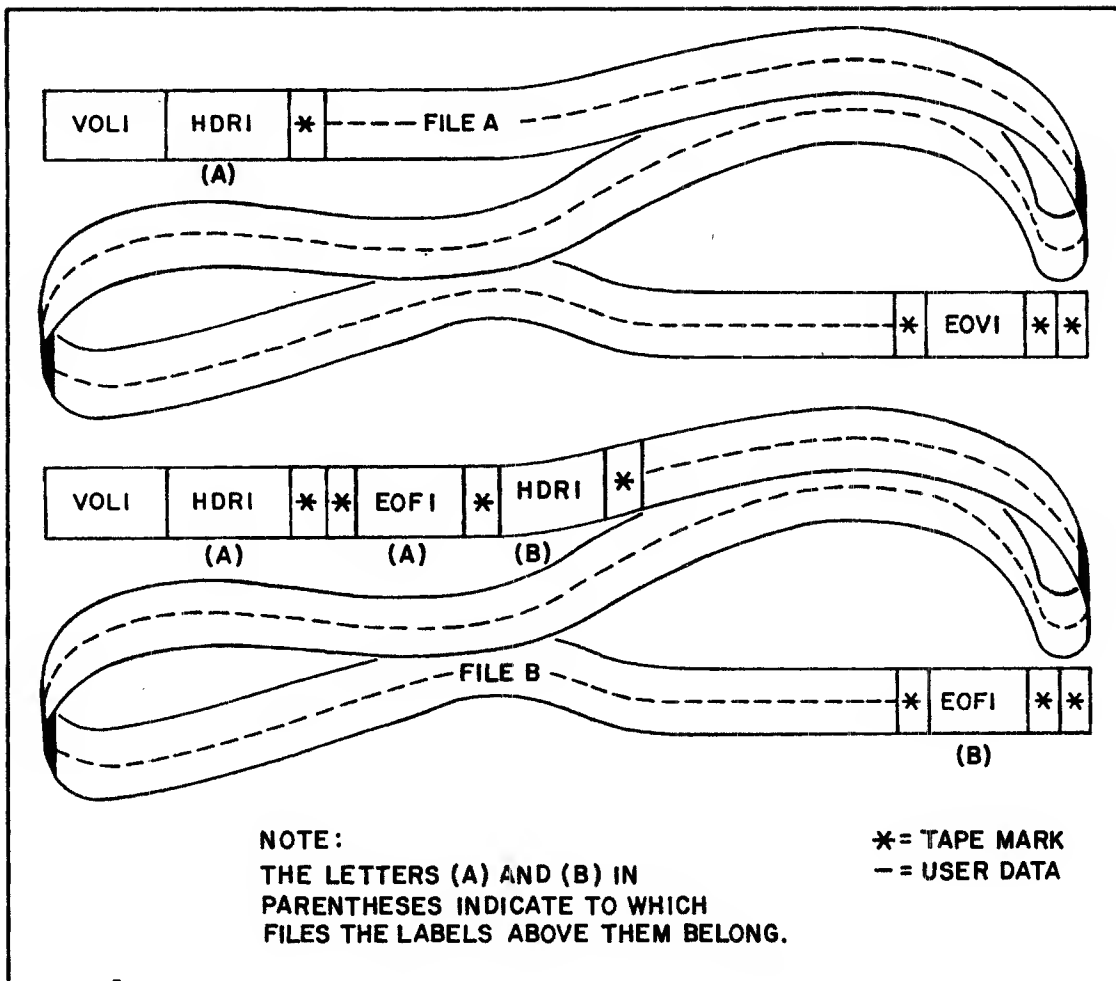 VOL1 HDR1 * FILE A
(A)
* EOV1 * *
VOL1 HDR1 * * EOF1 * HDR1 *
(A) (A) (B)
FILE B
* EOF1 * *
(B)
NOTE:
THE LETTERS (A) AND (B) IN
PARENTHESES INDICATE TO WHICH
FILES THE LABELS ABOVE THEM BELONG.
* = TAPE MARK
– = USER DATA